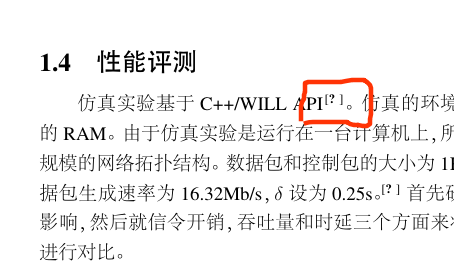 1.4 性能评测
仿真实验基于 C++/WILL API[?]。仿真的环境
的 RAM。由于仿真实验是运行在一台计算机上,所
规模的网络拓扑结构。数据包和控制包的大小为 1
据包生成速率为 16.32Mb/s, δ 设为 0.25s。[?] 首先
影响,然后就信令开销,吞吐量和时延三个方面来
进行对比。